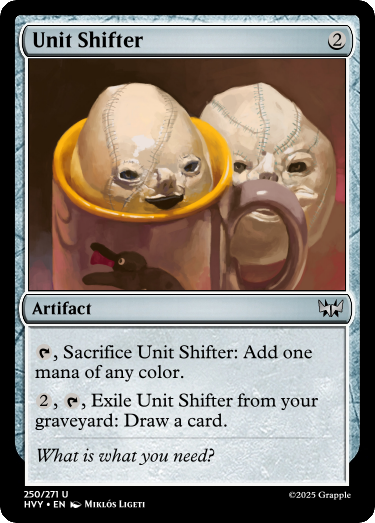 Unit Shifter 2
Artifact
, Sacrifice Unit Shifter: Add one
mana of any color.
2, , Exile Unit Shifter from your
graveyard: Draw a card.
What is what you need?
250/271 U
HVY • EN Miklós Ligeti
©2025 Grapple